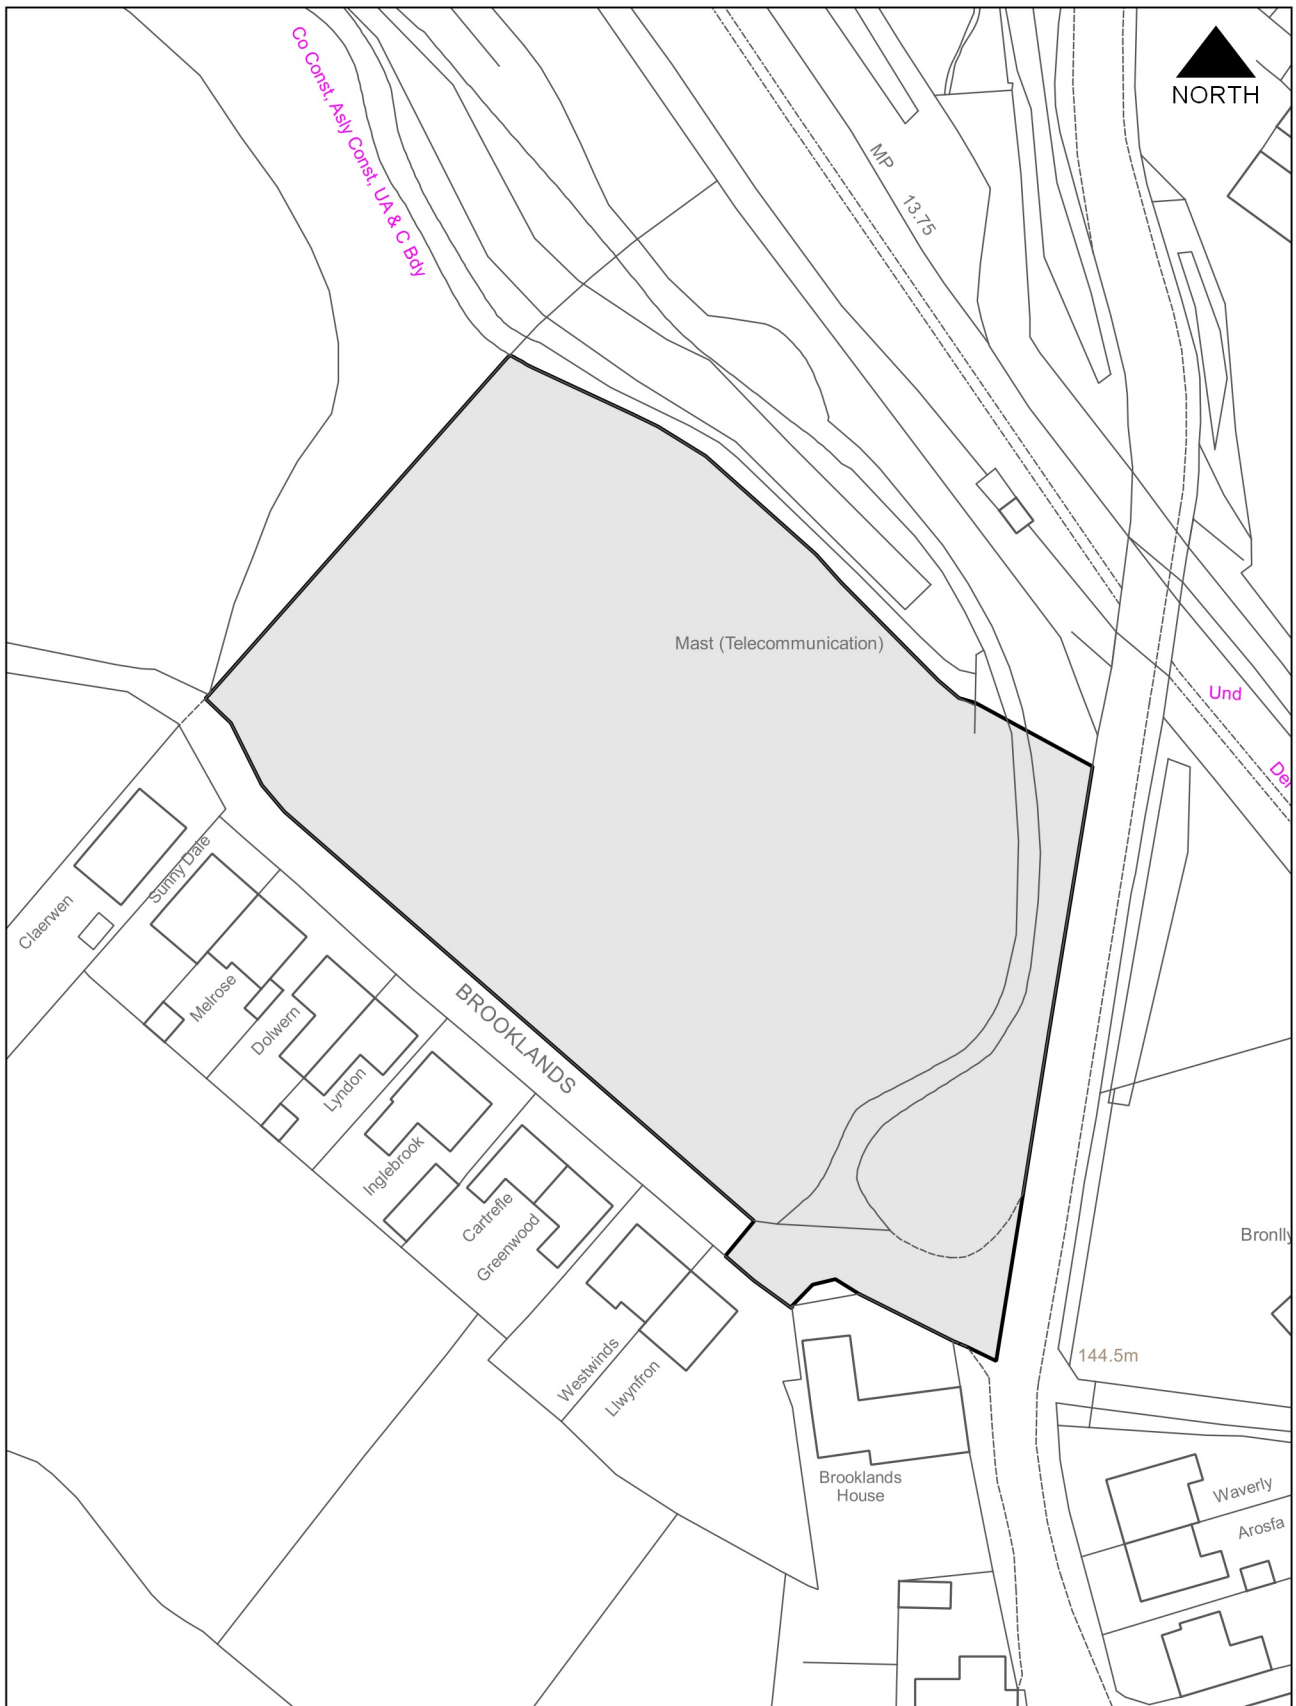 NORTH
Co Const, Asly Const, UA & C Bdy
MP 13.75
Mast (Telecommunication)
Und
Claerwen
Sunny Dale
Melrose
Dolwern
Lyndon
BROOKLANDS
Inglebrook
Cartrefle
Greenwood
Westwinds
Llwynfron
144.5m
Brooklands
House
Waverly
Arosfa